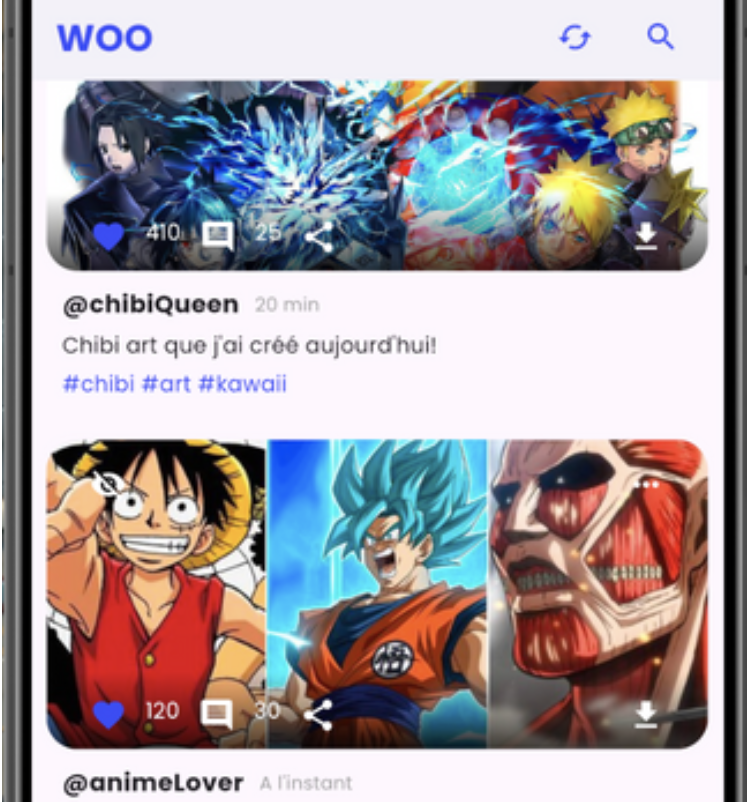 WOO
410 25
@chibiQueen 20 min
Chibi art que j'ai créé aujourd'hui!
#chibi #art #kawaii
120 30
@animeLover A l'instant